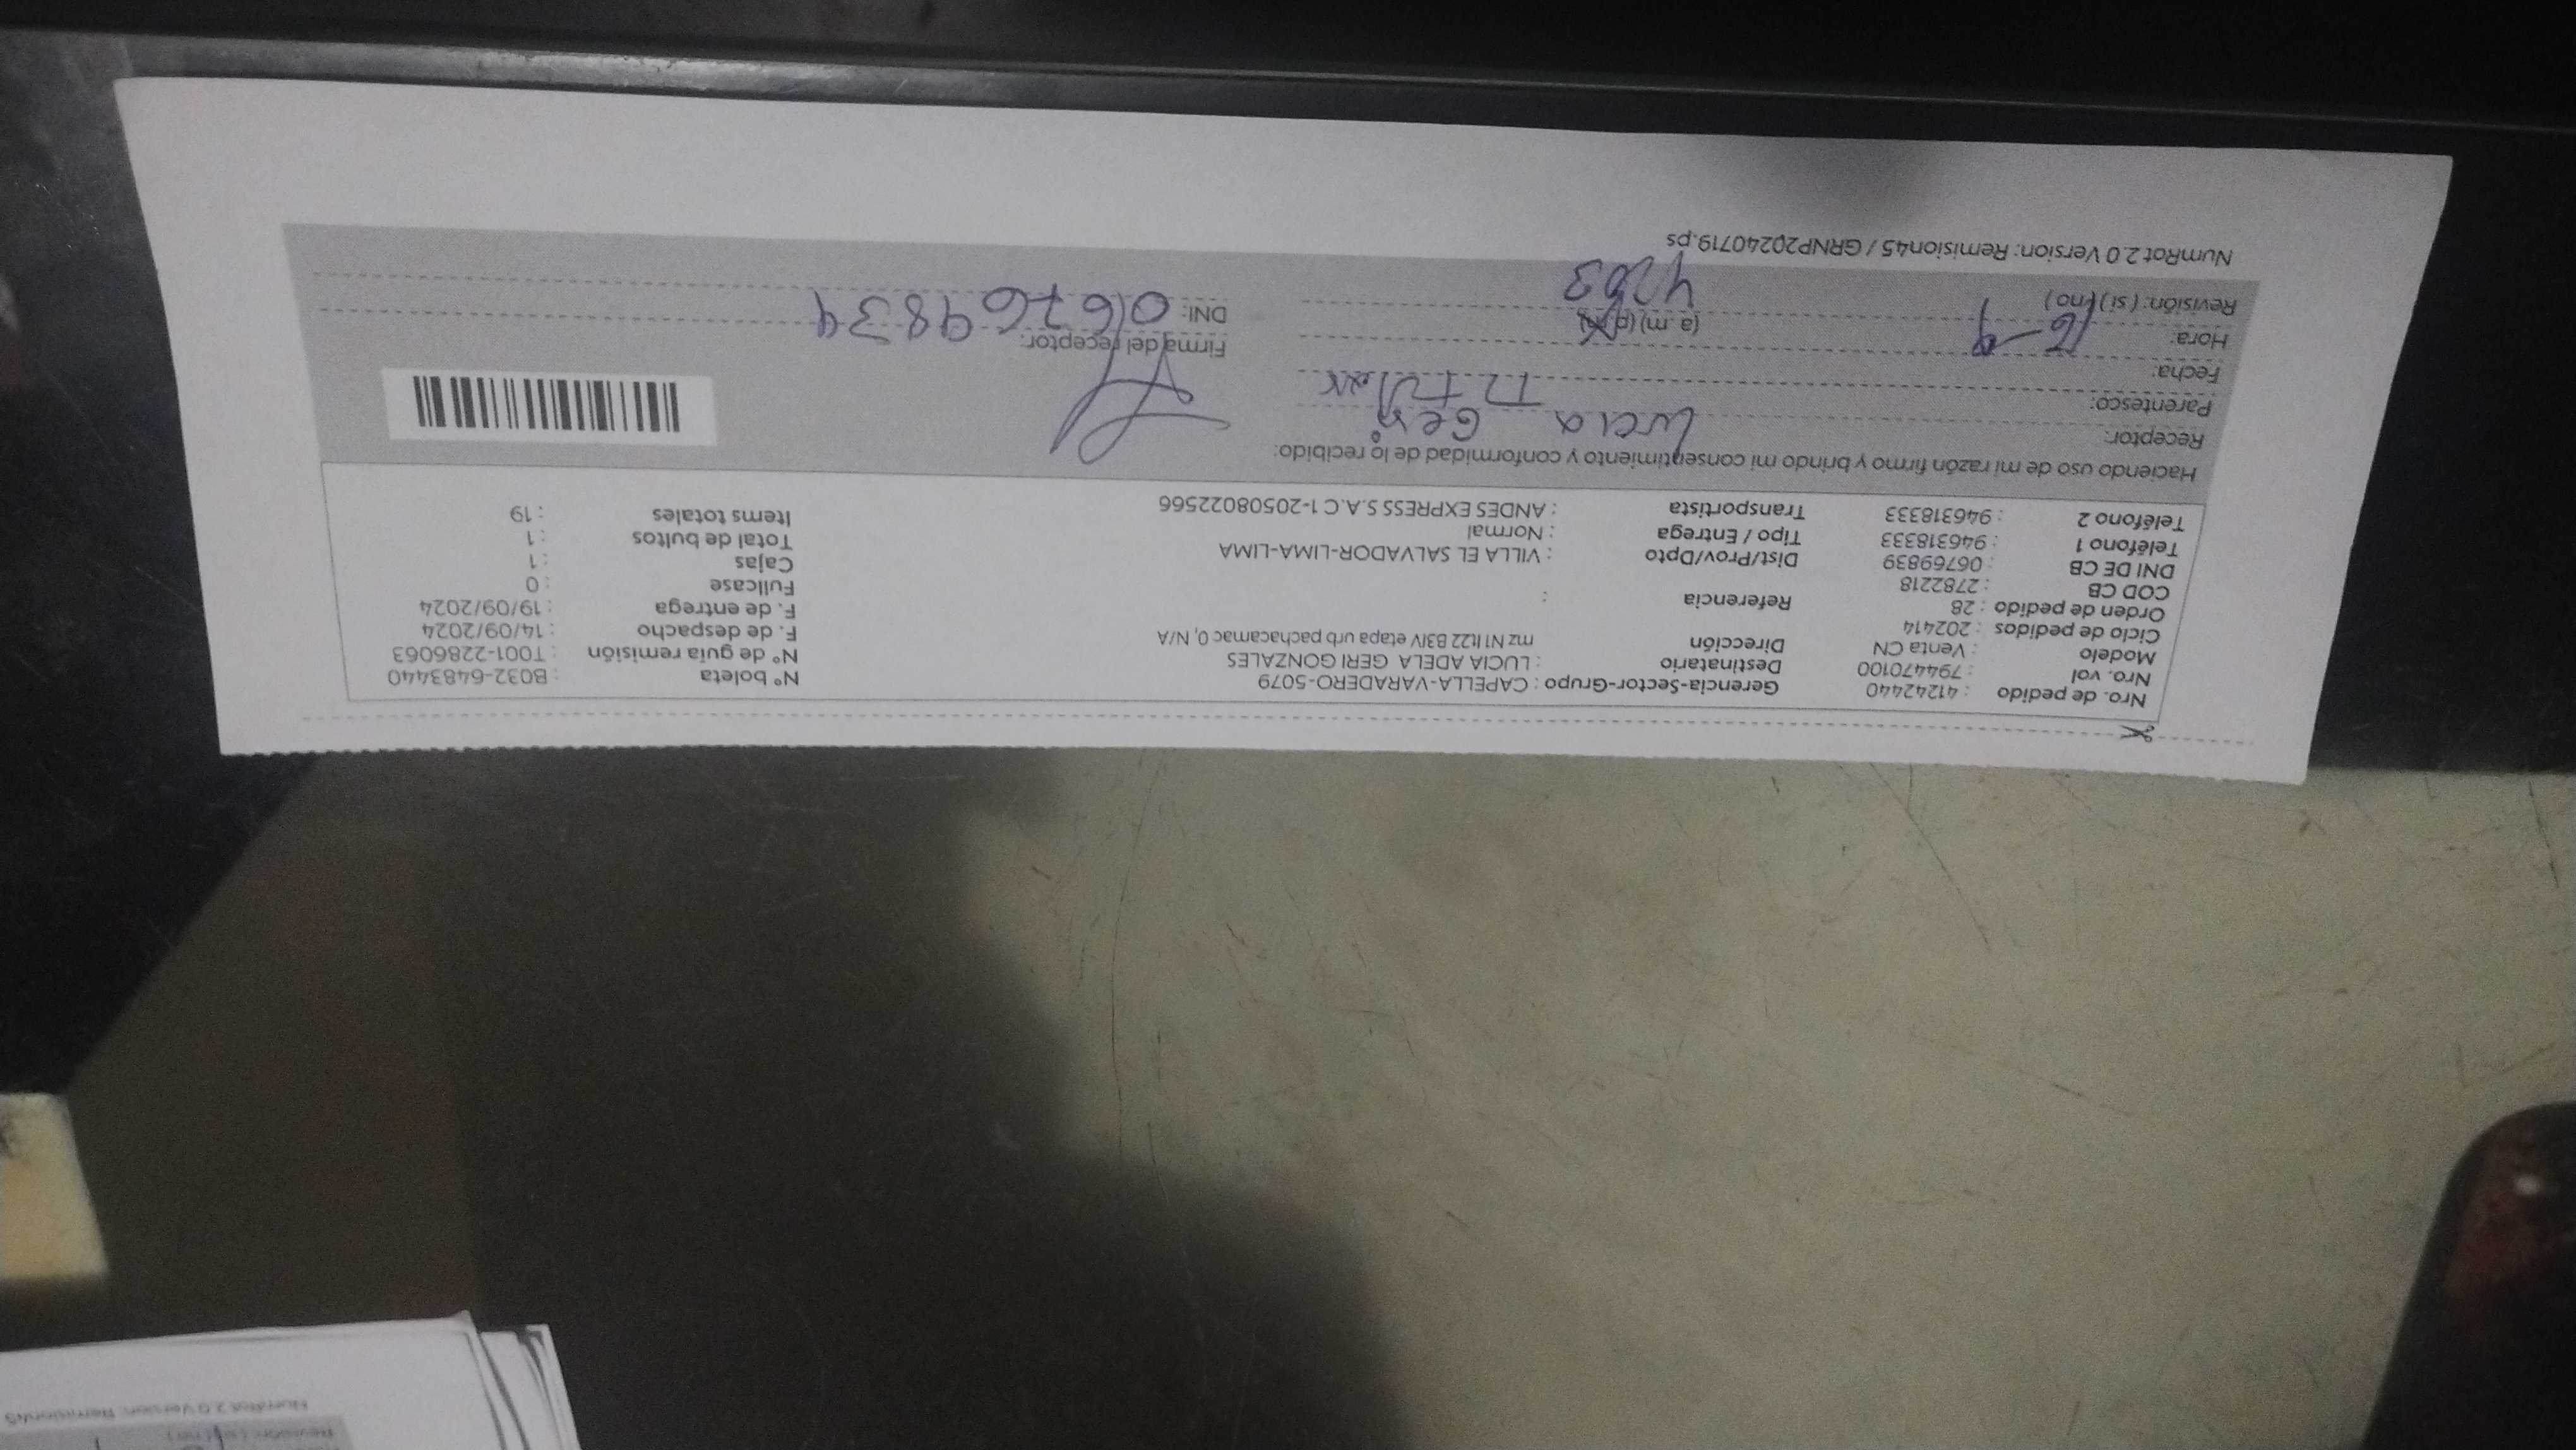 Nro. de pedido : 41242440 Gerencia-Sector-Grupo : CAPELLA-VARADERO-5079 N° boleta : B032-6483440
Nro. vol : 794470100 Destinatario : LUCIA ADELA GERI GONZALES N° de guía remisión : T001-2286063
Modelo : Venta CN Dirección mz N1 lt22 B3IV etapa urb pachacamac 0, N/A F. de despacho : 14/09/2024
Ciclo de pedidos : 202414 F. de entrega : 19/09/2024
Orden de pedido : 28 Referencia : Fullcase : 0
COD CB : 2782218 Cajas : 1
DNI DE CB : 06769839 Dist/Prov/Dpto : VILLA EL SALVADOR-LIMA-LIMA Total de bultos : 1
Teléfono 1 : 946318333 Tipo / Entrega : Normal Items totales : 19
Teléfono 2 : 946318333 Transportista : ANDES EXPRESS S.A.C 1-20508022566
Haciendo uso de mi razón firmo y brindo mi consentimiento y conformidad de lo recibido:
Receptor: Lucia Geri
Parentesco:
Fecha: 16-9
Hora: (a.m) (p.m) Firma del receptor:
Revisión: (si) (no) 4203 DNI:
NumRot 2.0 Version: Remision45 / GRNP20240719.ps
NumRot 2.0 Version: Remision45